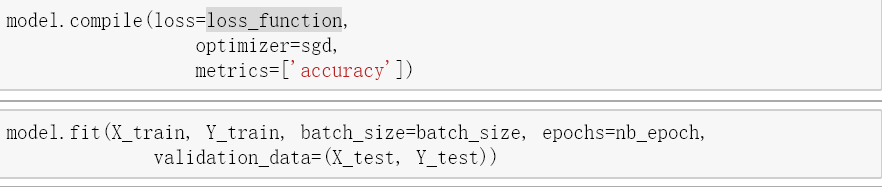 model.compile(loss=loss_function,
optimizer=sgd,
metrics=['accuracy'])
model.fit(X_train, Y_train, batch_size=batch_size, epochs=nb_epoch,
validation_data=(X_test, Y_test))